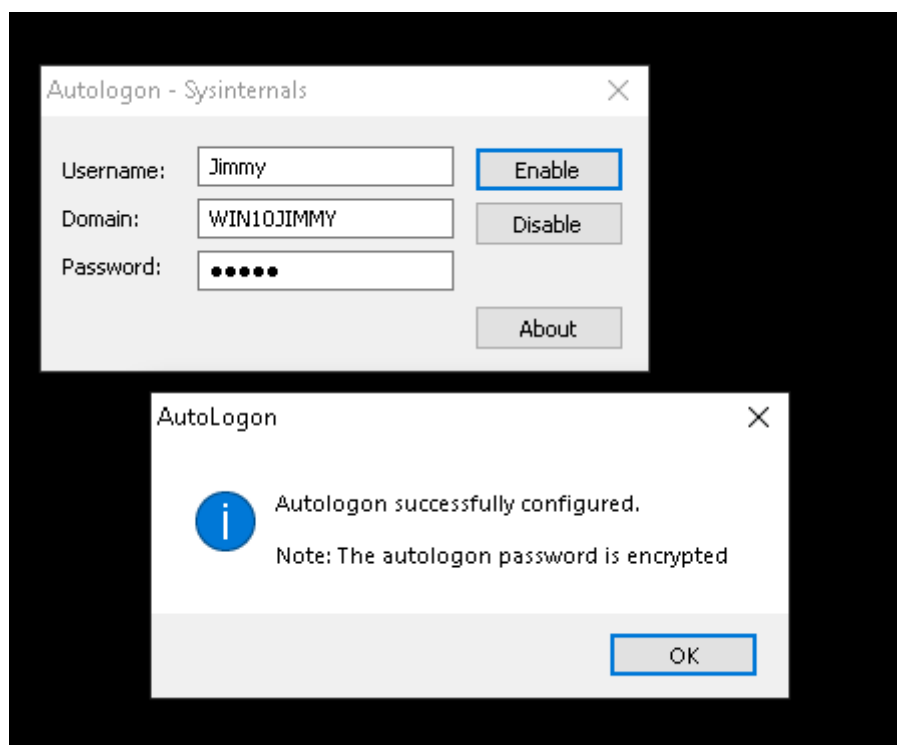 Autologon - Sysinternals
Username: Jimmy Enable
Domain: WIN10JIMMY Disable
Password: ●●●●●
About
AutoLogon
Autologon successfully configured.
Note: The autologon password is encrypted
OK